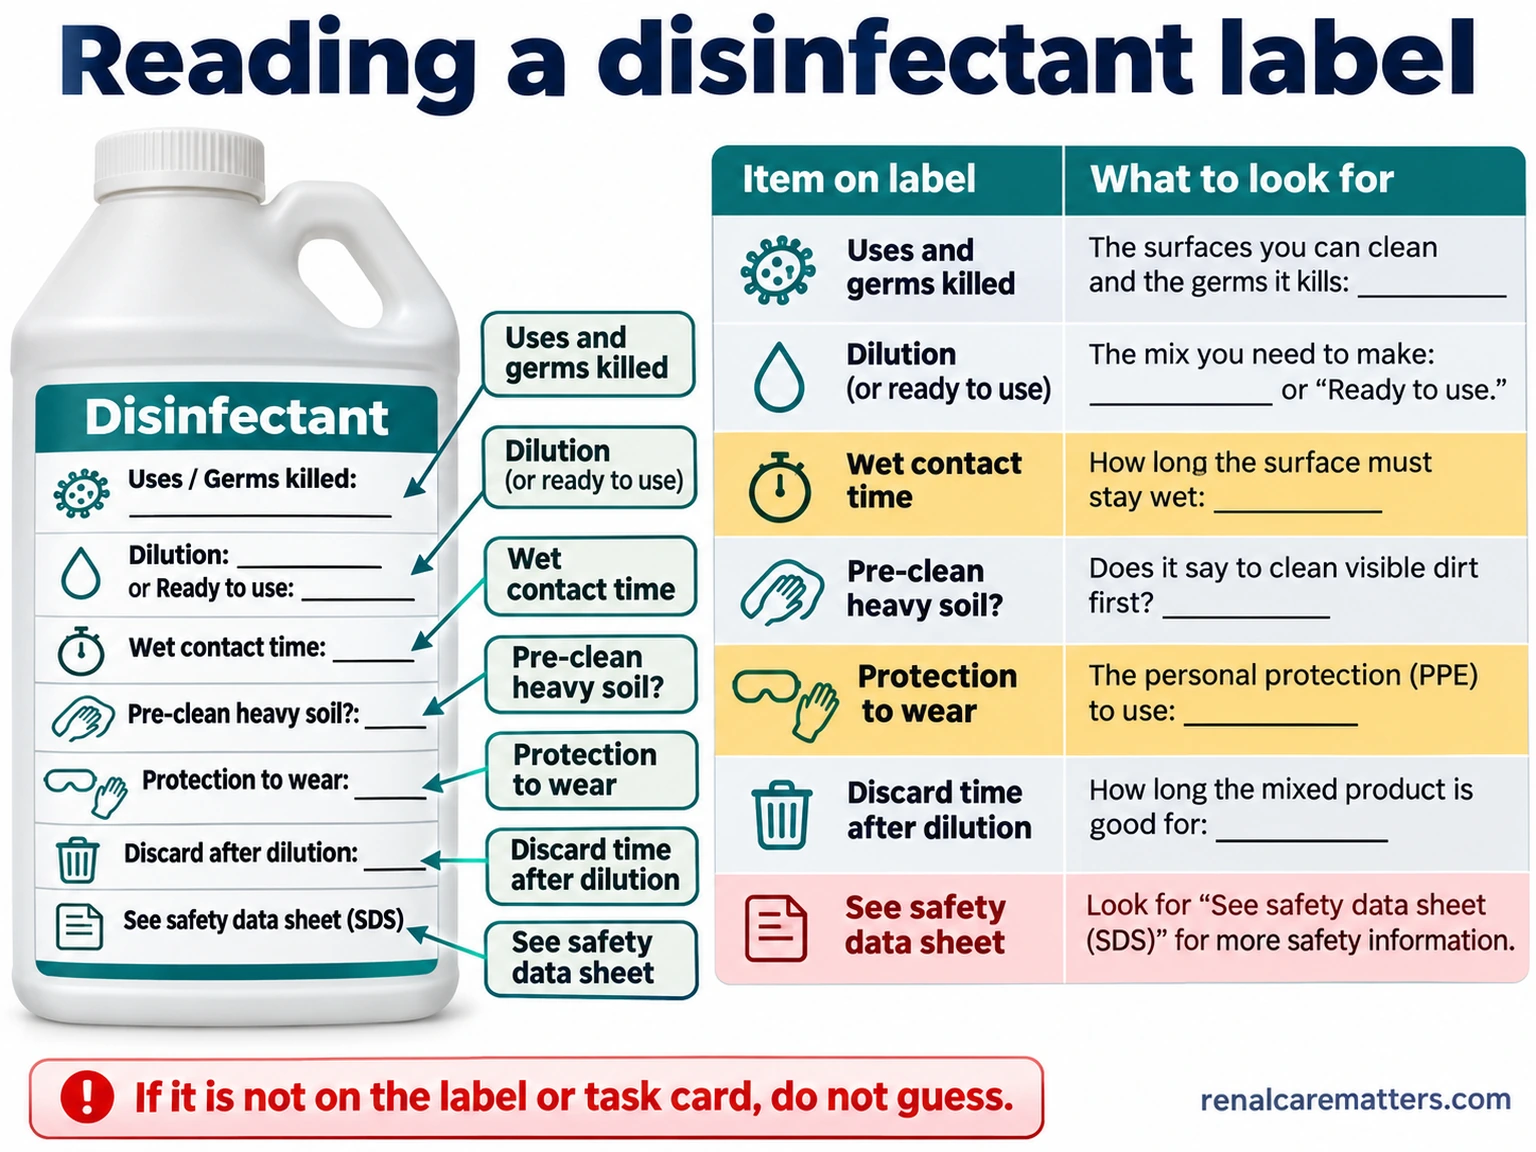 Reading a disinfectant label
Disinfectant
Uses / Germs killed:
Dilution:
or Ready to use:
Wet contact time:
Pre-clean heavy soil?:
Protection to wear:
Discard after dilution:
See safety data sheet (SDS)
Uses and
germs killed
Dilution
(or ready to use)
Wet
contact time
Pre-clean
heavy soil?
Protection
to wear
Discard time
after dilution
See safety
data sheet
Item on label
What to look for
Uses and
germs killed
The surfaces you can clean
and the germs it kills:
Dilution
(or ready to use)
The mix you need to make:
or “Ready to use.”
Wet contact
time
How long the surface must
stay wet:
Pre-clean
heavy soil?
Does it say to clean visible dirt
first?
Protection
to wear
The personal protection (PPE)
to use:
Discard time
after dilution
How long the mixed product is
good for:
See safety
data sheet
Look for “See safety data sheet
(SDS)” for more safety information.
If it is not on the label or task card, do not guess.
renalcarematters.com